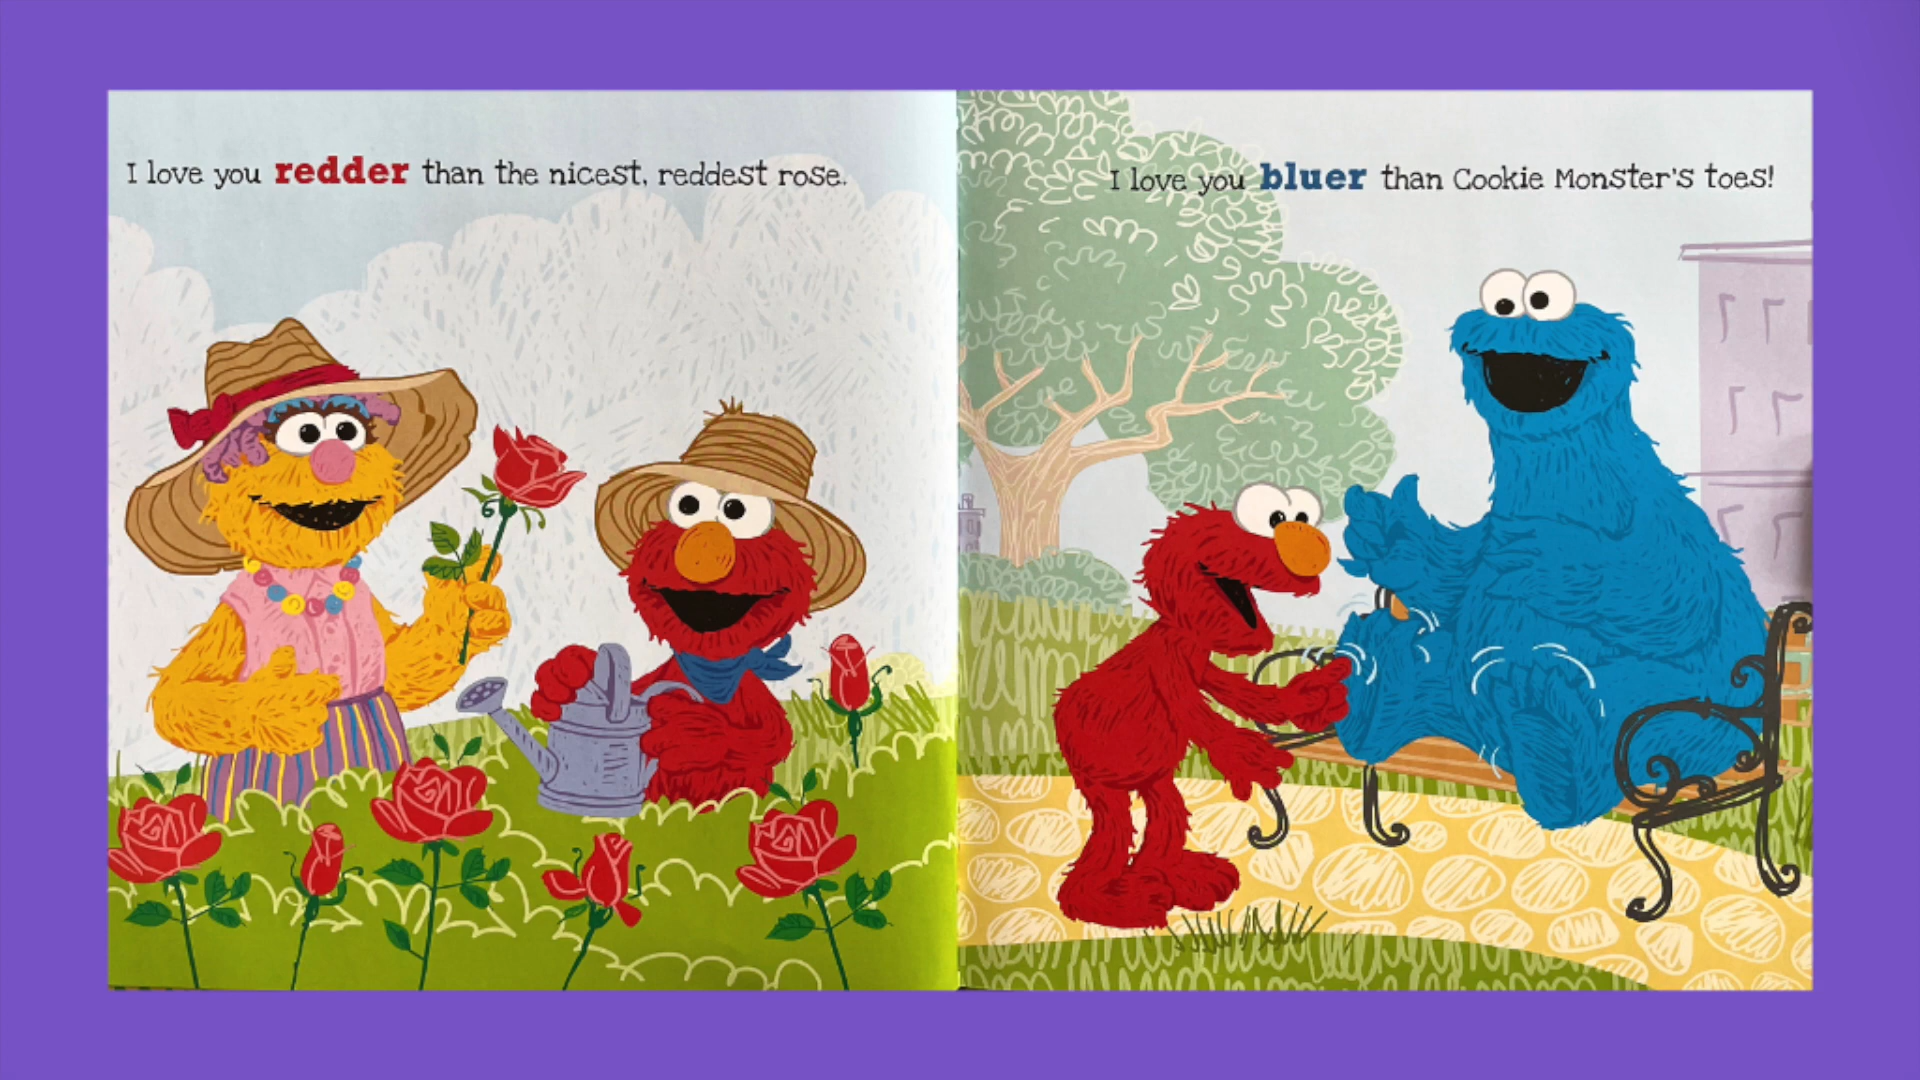 I love you redder than the nicest, reddest rose.
I love you bluer than Cookie Monster's toes!